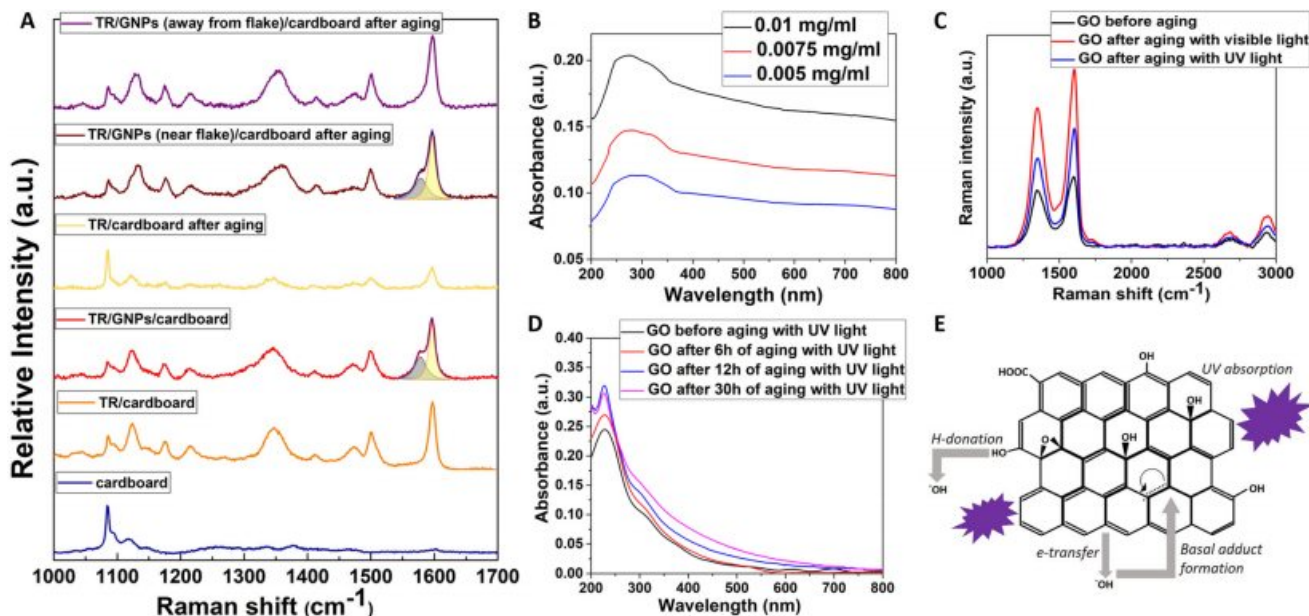 A
TR/GNPs (away from flake)/cardboard after aging
TR/GNPs (near flake)/cardboard after aging
TR/cardboard after aging
TR/GNPs/cardboard
TR/cardboard
cardboard
Relative Intensity (a.u.)
1000 1100 1200 1300 1400 1500 1600 1700
Raman shift (cm⁻¹)
B
0.01 mg/ml
0.0075 mg/ml
0.005 mg/ml
Absorbance (a.u.)
0.20
0.15
0.10
0.05
200 300 400 500 600 700 800
Wavelength (nm)
C
GO before aging
GO after aging with visible light
GO after aging with UV light
Raman intensity (a.u.)
1000 1500 2000 2500 3000
Raman shift (cm⁻¹)
D
GO before aging with UV light
GO after 6h of aging with UV light
GO after 12h of aging with UV light
GO after 30h of aging with UV light
Absorbance (a.u.)
0.40
0.35
0.30
0.25
0.20
0.15
0.10
0.05
0.00
200 300 400 500 600 700 800
Wavelength (nm)
E
OH
HOOC
UV absorption
OH
H-donation
O
OH
HO
⁻OH
OH
e-transfer
⁻OH
Basal adduct
formation